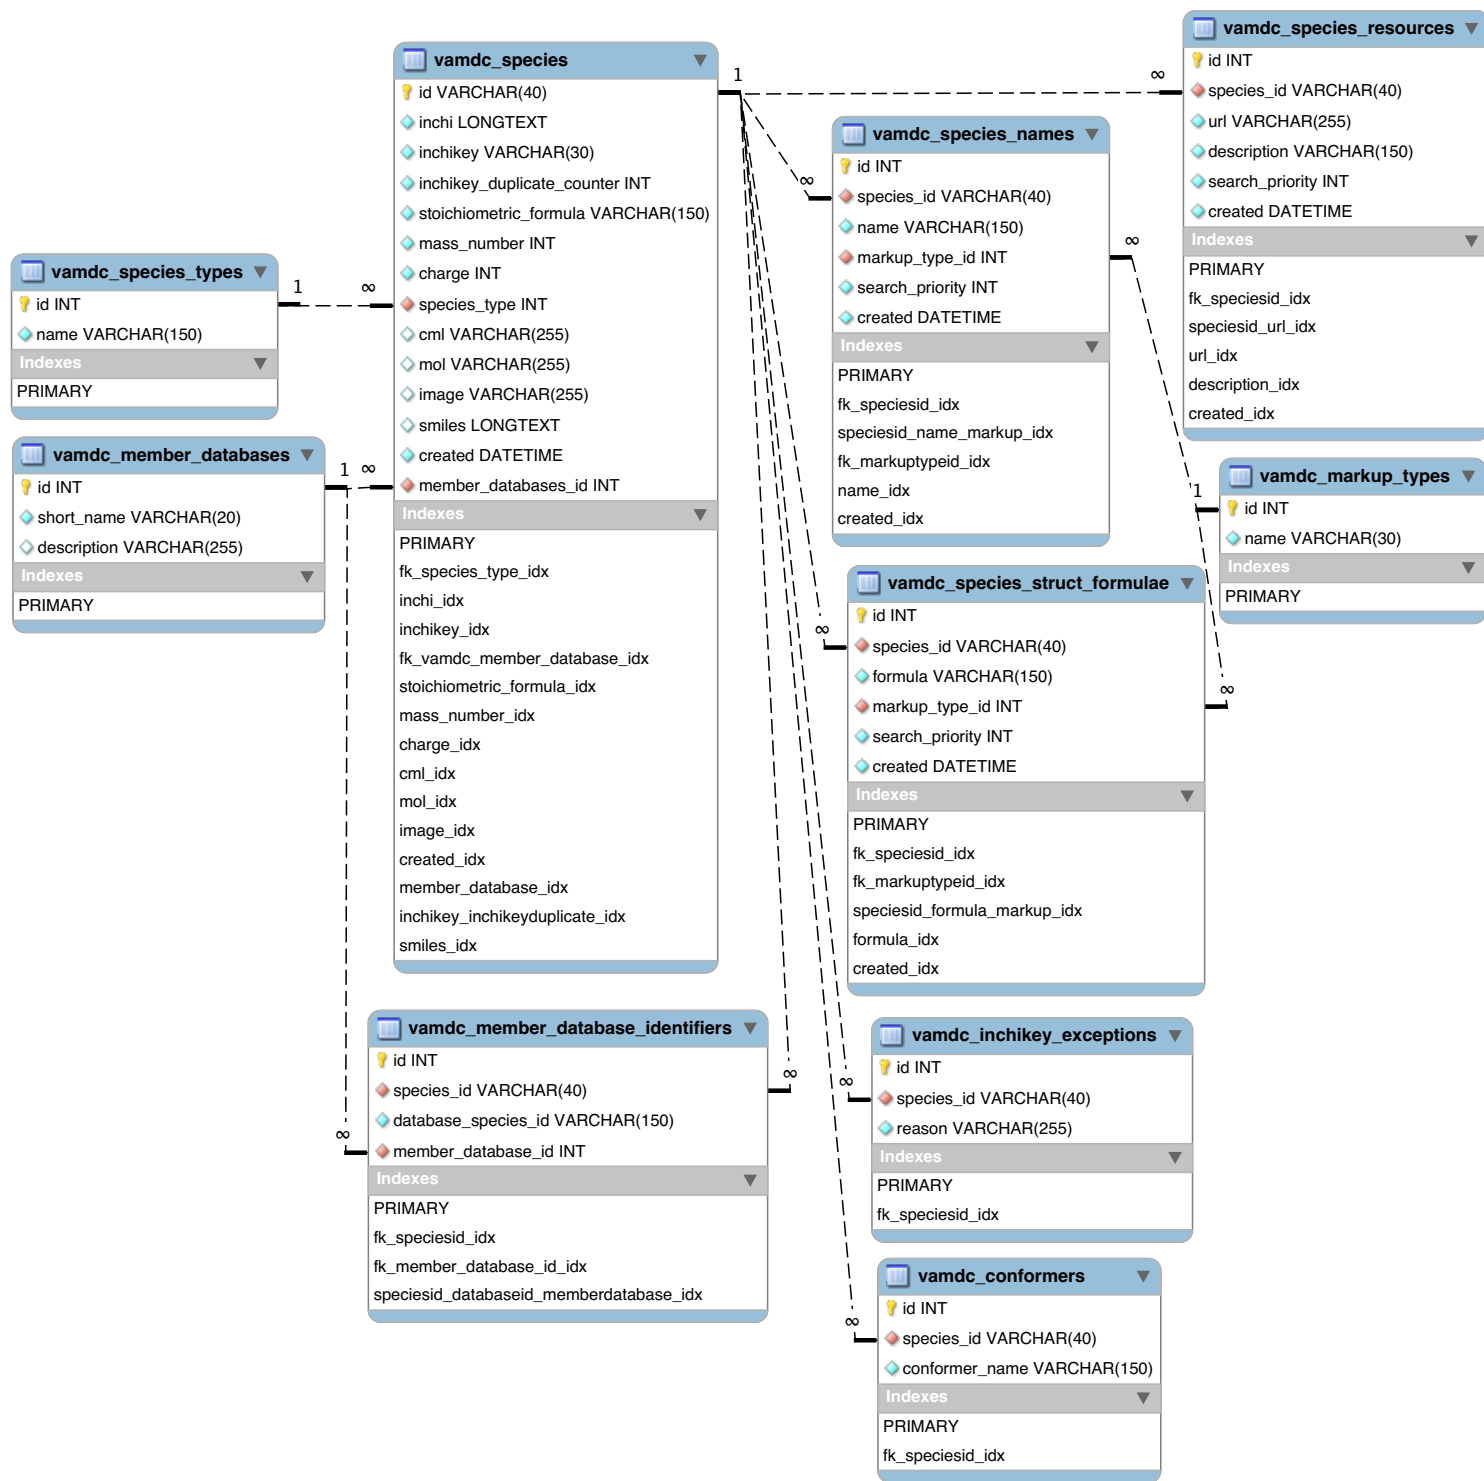 vamdc_species_types
id INT
name VARCHAR(150)
Indexes
PRIMARY
vamdc_member_databases
id INT
short_name VARCHAR(20)
description VARCHAR(255)
Indexes
PRIMARY
1
∞
1
∞
∞
vamdc_species
id VARCHAR(40)
inchi LONGTEXT
inchikey VARCHAR(30)
inchikey_duplicate_counter INT
stoichiometric_formula VARCHAR(150)
mass_number INT
charge INT
species_type INT
cml VARCHAR(255)
mol VARCHAR(255)
image VARCHAR(255)
smiles LONGTEXT
created DATETIME
member_databases_id INT
Indexes
PRIMARY
fk_species_type_idx
inchi_idx
inchikey_idx
fk_vamdc_member_database_idx
stoichiometric_formula_idx
mass_number_idx
charge_idx
cml_idx
mol_idx
image_idx
created_idx
member_database_idx
inchikey_inchikeyduplicate_idx
smiles_idx
vamdc_member_database_identifiers
id INT
species_id VARCHAR(40)
database_species_id VARCHAR(150)
member_database_id INT
Indexes
PRIMARY
fk_speciesid_idx
fk_member_database_id_idx
speciesid_databaseid_memberdatabase_idx
1
∞
∞
∞
∞
∞
∞
vamdc_species_names
id INT
species_id VARCHAR(40)
name VARCHAR(150)
markup_type_id INT
search_priority INT
created DATETIME
Indexes
PRIMARY
fk_speciesid_idx
speciesid_name_markup_idx
fk_markuptypeid_idx
name_idx
created_idx
vamdc_species_struct_formulae
id INT
species_id VARCHAR(40)
formula VARCHAR(150)
markup_type_id INT
search_priority INT
created DATETIME
Indexes
PRIMARY
fk_speciesid_idx
fk_markuptypeid_idx
speciesid_formula_markup_idx
formula_idx
created_idx
vamdc_inchikey_exceptions
id INT
species_id VARCHAR(40)
reason VARCHAR(255)
Indexes
PRIMARY
fk_speciesid_idx
vamdc_conformers
id INT
species_id VARCHAR(40)
conformer_name VARCHAR(150)
Indexes
PRIMARY
fk_speciesid_idx
∞
1
∞
vamdc_species_resources
id INT
species_id VARCHAR(40)
url VARCHAR(255)
description VARCHAR(150)
search_priority INT
created DATETIME
Indexes
PRIMARY
fk_speciesid_idx
speciesid_url_idx
url_idx
description_idx
created_idx
vamdc_markup_types
id INT
name VARCHAR(30)
Indexes
PRIMARY